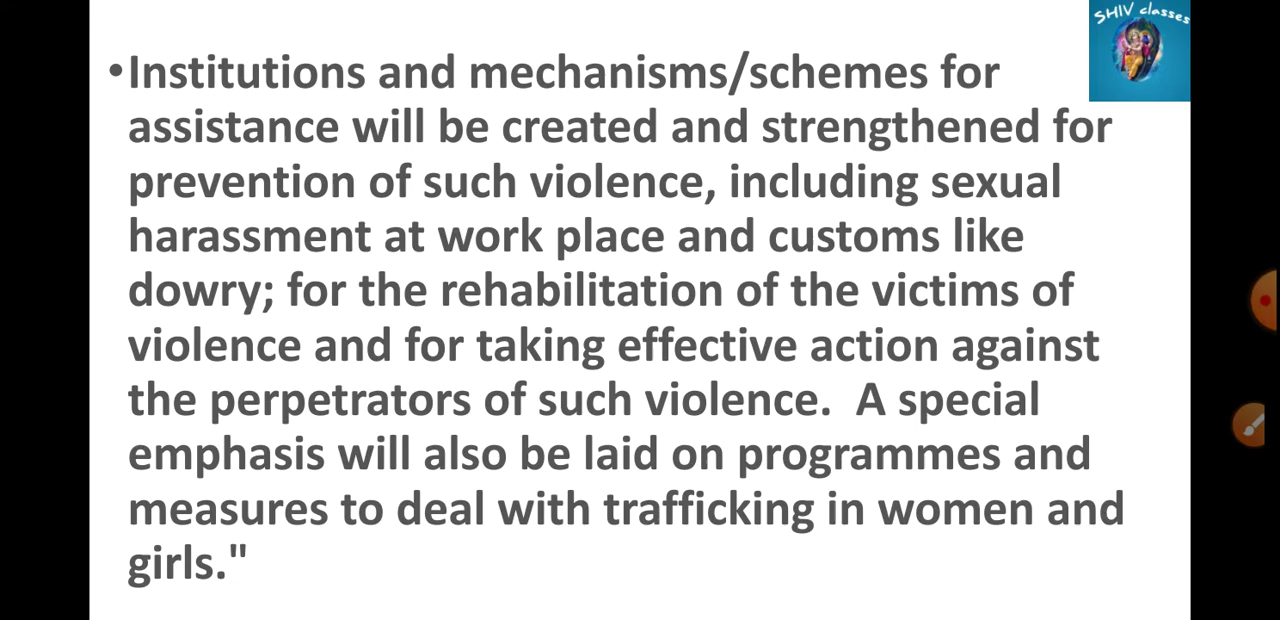 SHIV classes
•Institutions and mechanisms/schemes for
assistance will be created and strengthened for
prevention of such violence, including sexual
harassment at work place and customs like
dowry; for the rehabilitation of the victims of
violence and for taking effective action against
the perpetrators of such violence.  A special
emphasis will also be laid on programmes and
measures to deal with trafficking in women and
girls."